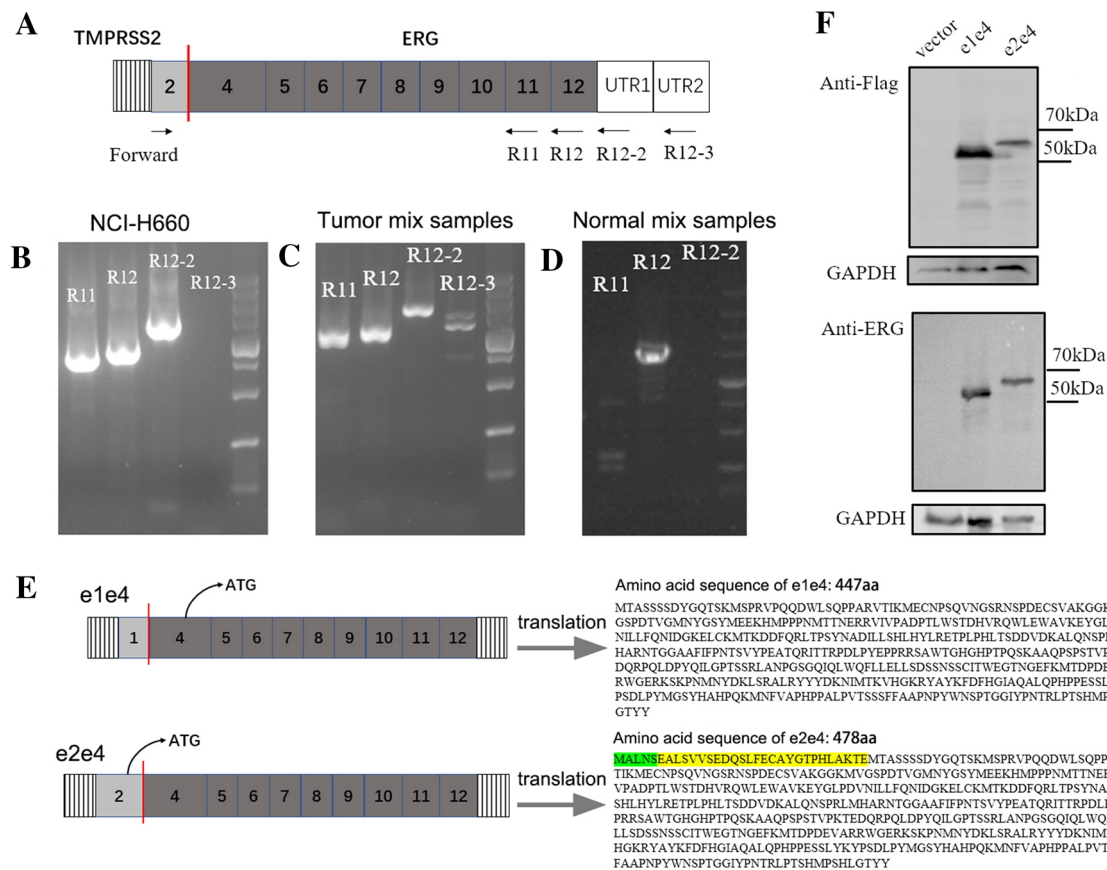 A
TMPRSS2
ERG
2 4 5 6 7 8 9 10 11 12 UTR1 UTR2
Forward
R11 R12 R12-2 R12-3
NCI-H660
Tumor mix samples
Normal mix samples
B
R11
R12
R12-2
R12-3
C
R11
R12
R12-2
R12-3
D
R11
R12
R12-2
E
e1e4
ATG
1 4 5 6 7 8 9 10 11 12
translation
Amino acid sequence of e1e4: 447aa
MTASSSSDYGQTSKMSPRVPQQDWLSQPPARVTIKMECNPSQVNGSRNSPDECSVAKGGK
GSPDTVGMNYGSYMEEKHMPPPNMTTNERRVIVPADPTLWSTDHVRQWLEWAVKEYGL
NILLFQNIDGKELCKMTKDDFQRLTPSYNADILLSHLHYLRETPLPHLTSDDVDKALQNSP
HARNTGGAAFIFPNTSVYPEATQRITTRPDLPYEPPRRSAWTGHGHPTPQSKAAQPSPSTV
DQRPQLDPYQILGPTSSRLANPGSGQIQLWQFLLELLSDSSNSSCITWEGTNGEFKMTDPDE
RWGERKSKPNMNYDKLSRALRYYYDKNIMTKVHGKRYAYKFDFHGIAQALQPHPPESSL
PSDLPYMGSYHAHPQKMNFVAPHPPALPVTSSSFFAAPNPYWNSPTGGIYPNTRLPTSHM
GTYY
e2e4
ATG
2 4 5 6 7 8 9 10 11 12
translation
Amino acid sequence of e2e4: 478aa
MALNSEALSVVSEDQSLFECAYGTPHLAKTEMTASSSSDYGQTSKMSPRVPQQDWLSQPP
TIKMECNPSQVNGSRNSPDECSVAKGGKMVGSPDTVGMNYGSYMEEKHMPPPNMTTNE
VPADPTLWSTDHVRQWLEWAVKEYGLPDVNILLFQNIDGKELCKMTKDDFQRLTPSYNA
SHLHYLRETPLPHLTSDDVDKALQNSPRLMHARNTGGAAFIFPNTSVYPEATQRITTRPDL
PRRSAWTGHGHPTPQSKAAQPSPSTVPKTEDQRPQLDPYQILGPTSSRLANPGSGQIQLWQ
LLSDSSNSSCITWEGTNGEFKMTDPDEVARRWGERKSKPNMNYDKLSRALRYYYDKNIM
HGKRYAYKFDFHGIAQALQPHPPESSLYKYPSDLPYMGSYHAHPQKMNFVAPHPPALPVT
FAAPNPYWNSPTGGIYPNTRLPTSHMPSHLGTYY
F
vector e1e4 e2e4
Anti-Flag
70kDa
50kDa
GAPDH
Anti-ERG
70kDa
50kDa
GAPDH